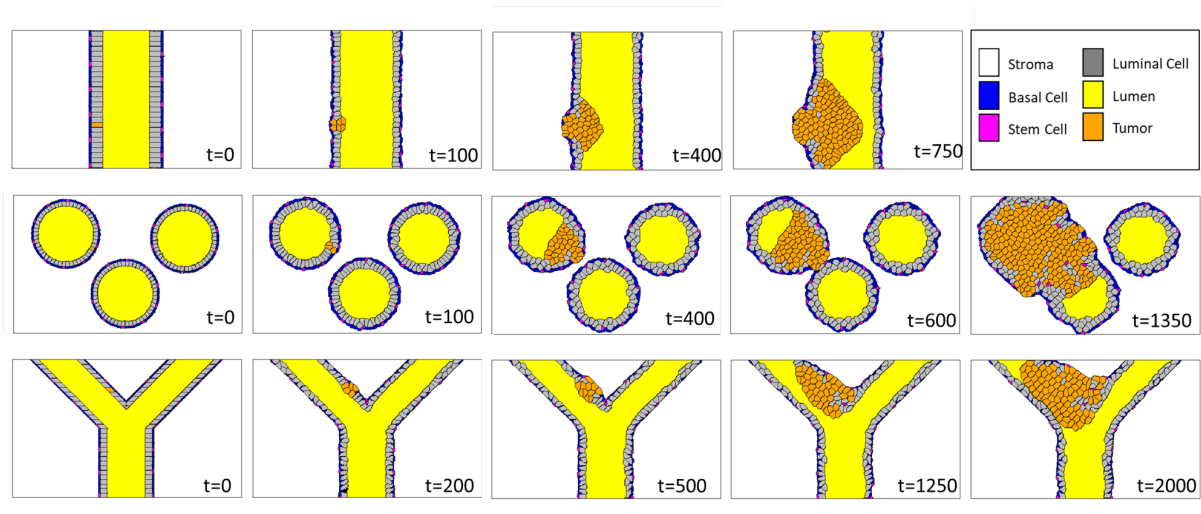 t=0
t=100
t=400
t=750
Stroma
Luminal Cell
Basal Cell
Lumen
Stem Cell
Tumor
t=0
t=100
t=400
t=600
t=1350
t=0
t=200
t=500
t=1250
t=2000